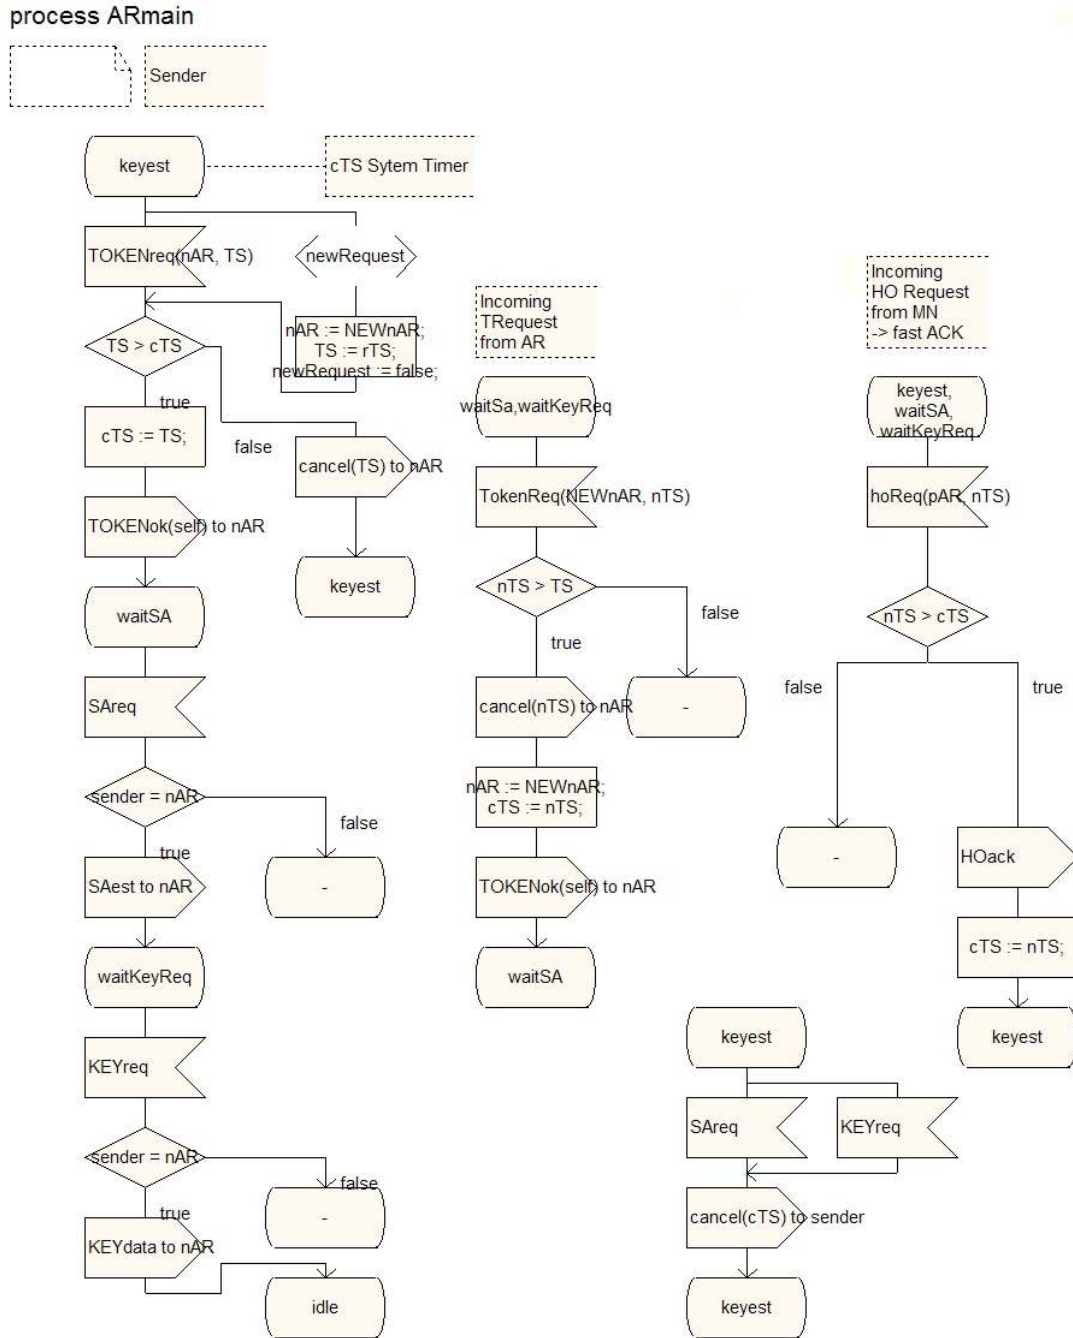 process ARmain
Sender
keyest
cTS Sytem Timer
TOKENreq(nAR, TS)
newRequest
TS > cTS
nAR := NEWnAR;
TS := rTS;
newRequest := false;
true
false
cTS := TS;
cancel(TS) to nAR
TOKENok(self) to nAR
keyest
waitSA
SAreq
sender = nAR
false
true
SAest to nAR
-
waitKeyReq
KEYreq
sender = nAR
false
true
-
KEYdata to nAR
idle
Incoming
TRequest
from AR
waitSa,waitKeyReq
TokenReq(NEWnAR, nTS)
nTS > TS
false
true
cancel(nTS) to nAR
-
nAR := NEWnAR;
cTS := nTS;
TOKENok(self) to nAR
waitSA
Incoming
HO Request
from MN
-> fast ACK
keyest,
waitSA,
waitKeyReq
hoReq(pAR, nTS)
nTS > cTS
false
true
-
HOack
cTS := nTS;
keyest
keyest
SAreq
KEYreq
cancel(cTS) to sender
keyest